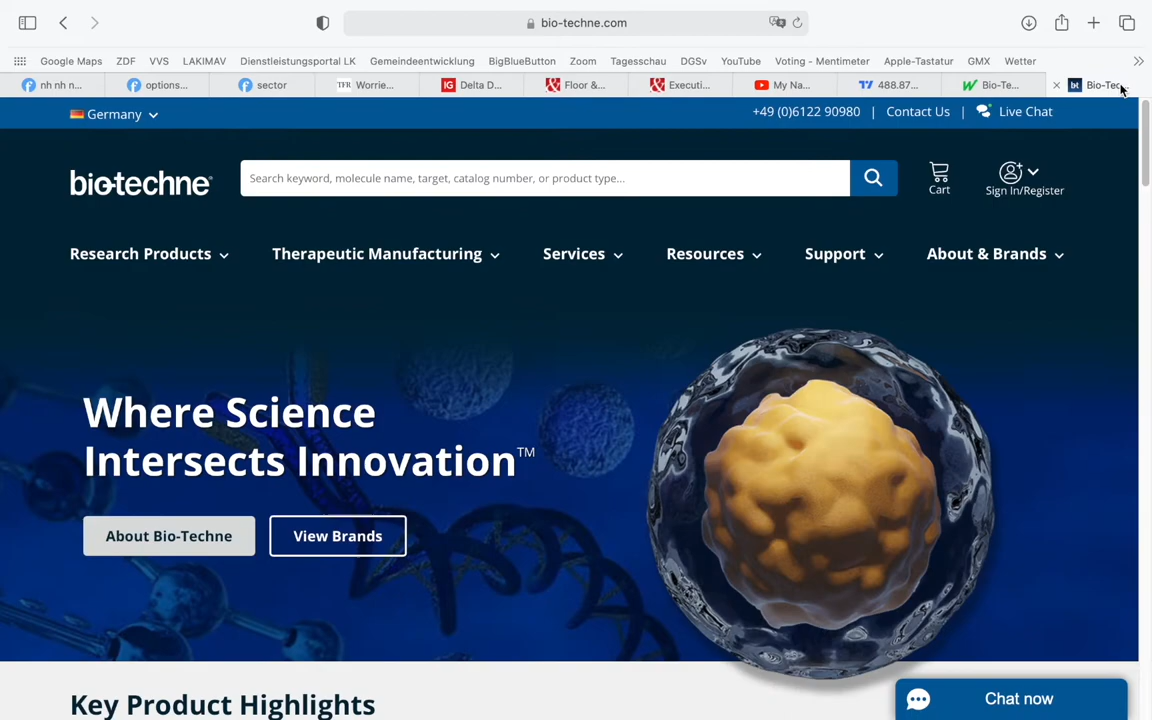 bio-techne.com
Google Maps ZDF VVS LAKIMAV Dienstleistungsportal LK Gemeindeentwicklung BigBlueButton Zoom Tagesschau DGSv YouTube Voting - Mentimeter Apple-Tastatur GMX Wetter
nh nh n... options... sector TFR Worrie... IG Delta D... Floor &... Executi... My Na... 488.87... Bio-Te... bt Bio-Tec...
Germany +49 (0)6122 90980 | Contact Us | Live Chat
bio-techne®
Search keyword, molecule name, target, catalog number, or product type...
Cart
Sign In/Register
Research Products Therapeutic Manufacturing Services Resources Support About & Brands
Where Science
Intersects Innovation™
About Bio-Techne View Brands
Key Product Highlights
Chat now